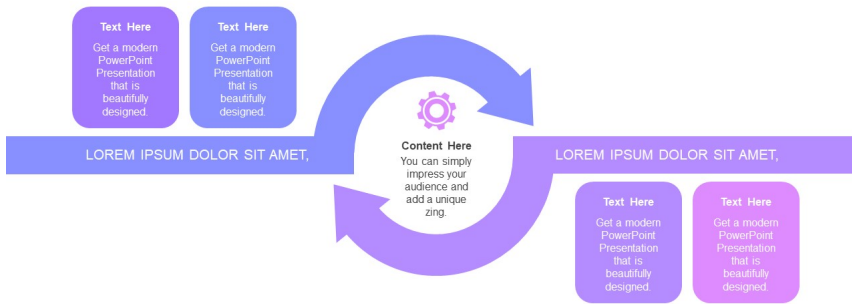 Text Here
Get a modern
PowerPoint
Presentation
that is
beautifully
designed.
Text Here
Get a modern
PowerPoint
Presentation
that is
beautifully
designed.
LOREM IPSUM DOLOR SIT AMET,
Content Here
You can simply
impress your
audience and
add a unique
zing.
LOREM IPSUM DOLOR SIT AMET,
Text Here
Get a modern
PowerPoint
Presentation
that is
beautifully
designed.
Text Here
Get a modern
PowerPoint
Presentation
that is
beautifully
designed.